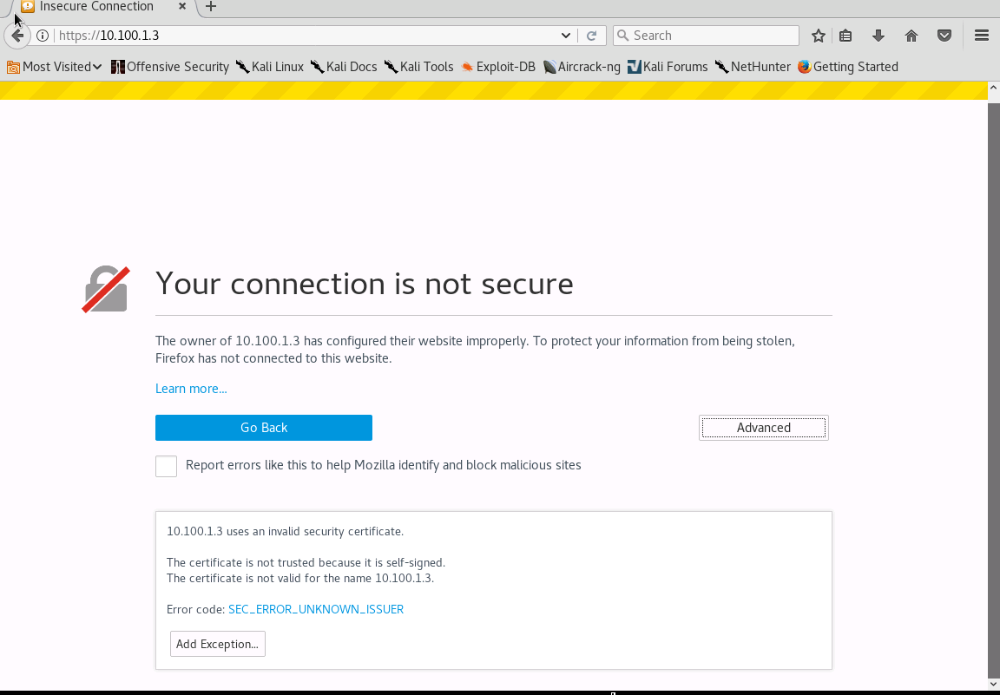 Insecure Connection
https://10.100.1.3
Search
Most Visited
Offensive Security
Kali Linux
Kali Docs
Kali Tools
Exploit-DB
Aircrack-ng
Kali Forums
NetHunter
Getting Started
Your connection is not secure
The owner of 10.100.1.3 has configured their website improperly. To protect your information from being stolen,
Firefox has not connected to this website.
Learn more...
Go Back
Advanced
Report errors like this to help Mozilla identify and block malicious sites
10.100.1.3 uses an invalid security certificate.
The certificate is not trusted because it is self-signed.
The certificate is not valid for the name 10.100.1.3.
Error code: SEC_ERROR_UNKNOWN_ISSUER
Add Exception...